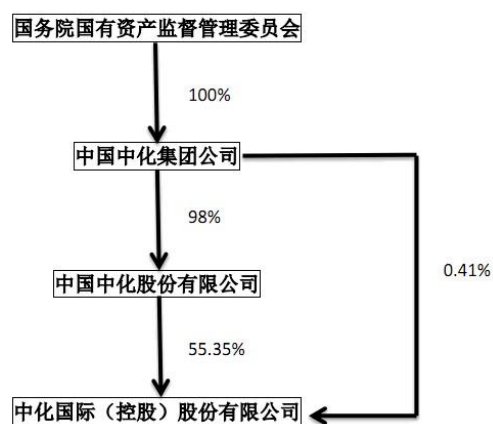 国务院国有资产监督管理委员会
100%
中国中化集团公司
98%
0.41%
中国中化股份有限公司
55.35%
中化国际（控股）股份有限公司